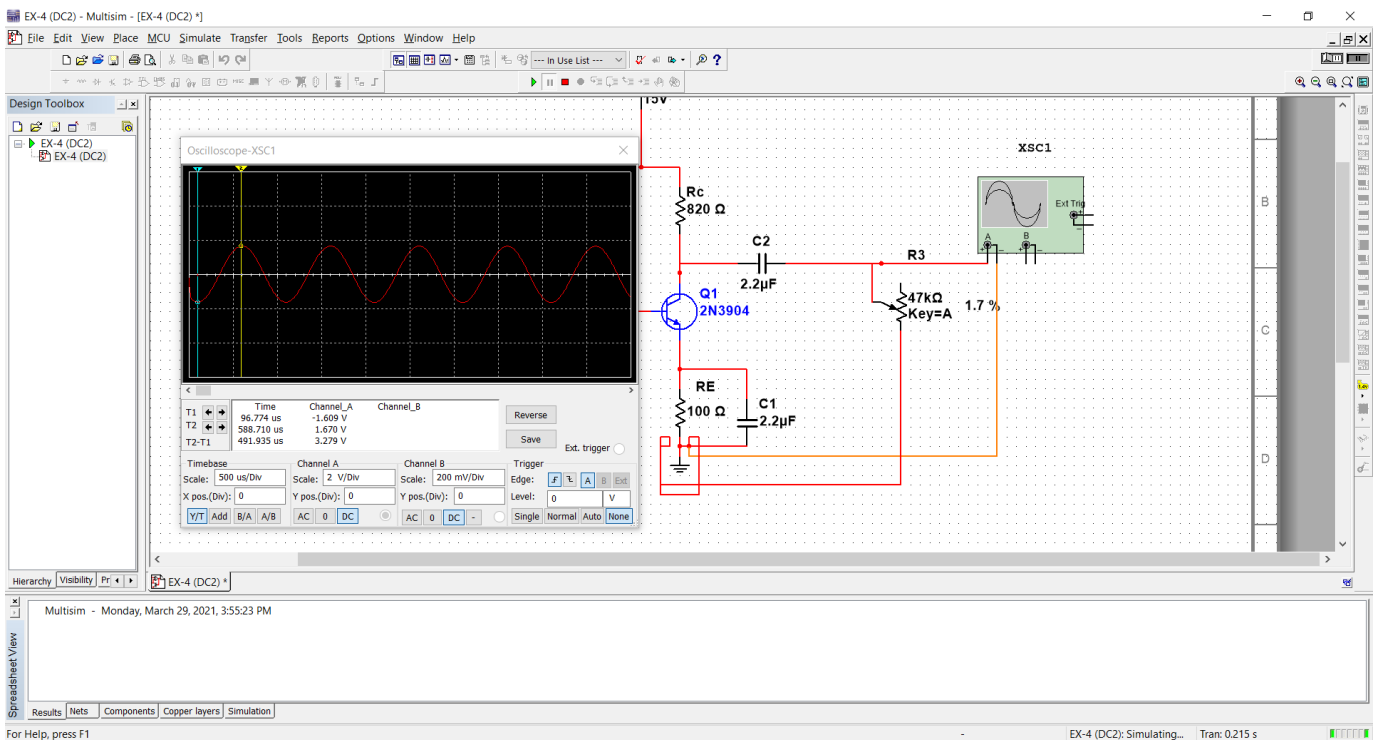 EX-4 (DC2) - Multisim - [EX-4 (DC2) *]
File Edit View Place MCU Simulate Transfer Tools Reports Options Window Help
--- In Use List ---
Design Toolbox
EX-4 (DC2)
EX-4 (DC2)
Oscilloscope-XSC1
Time Channel_A Channel_B
T1 96.774 us -1.609 V
T2 588.710 us 1.670 V
T2-T1 491.935 us 3.279 V
Reverse
Save
Ext. trigger
Timebase
Scale: 500 us/Div
X pos.(Div): 0
Y/T Add B/A A/B
Channel A
Scale: 2 V/Div
Y pos.(Div): 0
AC 0 DC
Channel B
Scale: 200 mV/Div
Y pos.(Div): 0
AC 0 DC -
Trigger
Edge: A B Ext
Level: 0 V
Single Normal Auto None
15V
Rc
820 Ω
C2
2.2µF
Q1
2N3904
RE
100 Ω
C1
2.2µF
R3
47kΩ
Key=A
1.7 %
XSC1
Ext Trig
A
B
B
C
D
Hierarchy Visibility Pr
EX-4 (DC2) *
Multisim - Monday, March 29, 2021, 3:55:23 PM
Spreadsheet View
Results Nets Components Copper layers Simulation
For Help, press F1
-
EX-4 (DC2): Simulating... Tran: 0.215 s